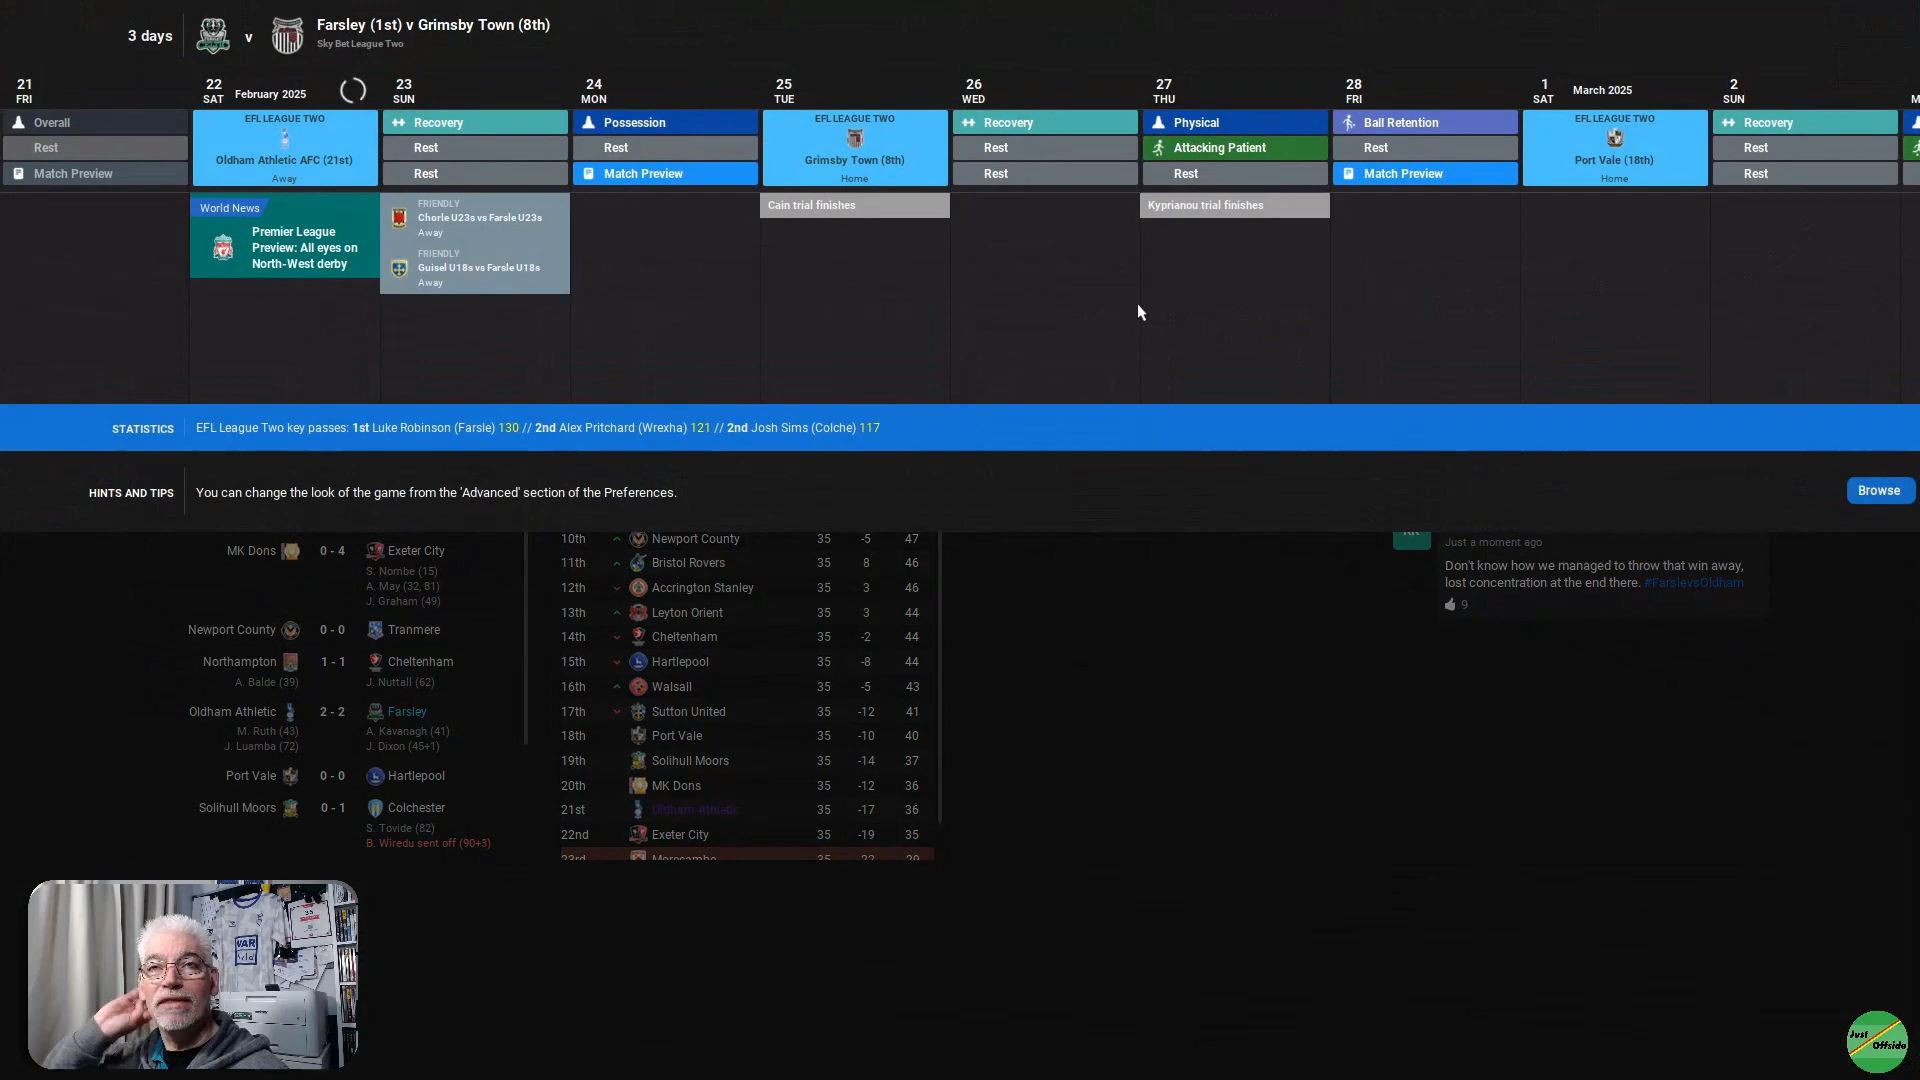 3 days
v
Farsley (1st) v Grimsby Town (8th)
Sky Bet League Two
21
FRI
22
SAT
February 2025
23
SUN
24
MON
25
TUE
26
WED
27
THU
28
FRI
1
SAT
March 2025
2
SUN
Overall
Rest
Match Preview
EFL LEAGUE TWO
Oldham Athletic AFC (21st)
Away
Recovery
Rest
Rest
Possession
Rest
Match Preview
EFL LEAGUE TWO
Grimsby Town (8th)
Home
Recovery
Rest
Rest
Physical
Attacking Patient
Rest
Ball Retention
Rest
Match Preview
EFL LEAGUE TWO
Port Vale (18th)
Home
Recovery
Rest
Rest
World News
Premier League
Preview: All eyes on
North-West derby
FRIENDLY
Chorle U23s vs Farsle U23s
Away
FRIENDLY
Guisel U18s vs Farsle U18s
Away
Cain trial finishes
Kyprianou trial finishes
STATISTICS
EFL League Two key passes: 1st Luke Robinson (Farsle) 130 // 2nd Alex Pritchard (Wrexha) 121 // 2nd Josh Sims (Colche) 117
HINTS AND TIPS
You can change the look of the game from the 'Advanced' section of the Preferences.
Browse
MK Dons 0 - 4 Exeter City
S. Nombe (15)
A. May (32, 81)
J. Graham (49)
Newport County 0 - 0 Tranmere
Northampton 1 - 1 Cheltenham
A. Balde (39) J. Nuttall (62)
Oldham Athletic 2 - 2 Farsley
M. Ruth (43) A. Kavanagh (41)
J. Luamba (72) J. Dixon (45+1)
Port Vale 0 - 0 Hartlepool
Solihull Moors 0 - 1 Colchester
S. Tovide (82)
B. Wiredu sent off (90+3)
10th Newport County 35 -5 47
11th Bristol Rovers 35 8 46
12th Accrington Stanley 35 3 46
13th Leyton Orient 35 3 44
14th Cheltenham 35 -2 44
15th Hartlepool 35 -8 44
16th Walsall 35 -5 43
17th Sutton United 35 -12 41
18th Port Vale 35 -10 40
19th Solihull Moors 35 -14 37
20th MK Dons 35 -12 36
21st Oldham Athletic 35 -17 36
22nd Exeter City 35 -19 35
23rd Morecambe 35 -22 29
Just a moment ago
Don't know how we managed to throw that win away,
lost concentration at the end there. #FarslevsOldham
9
WAR
Just
Offside